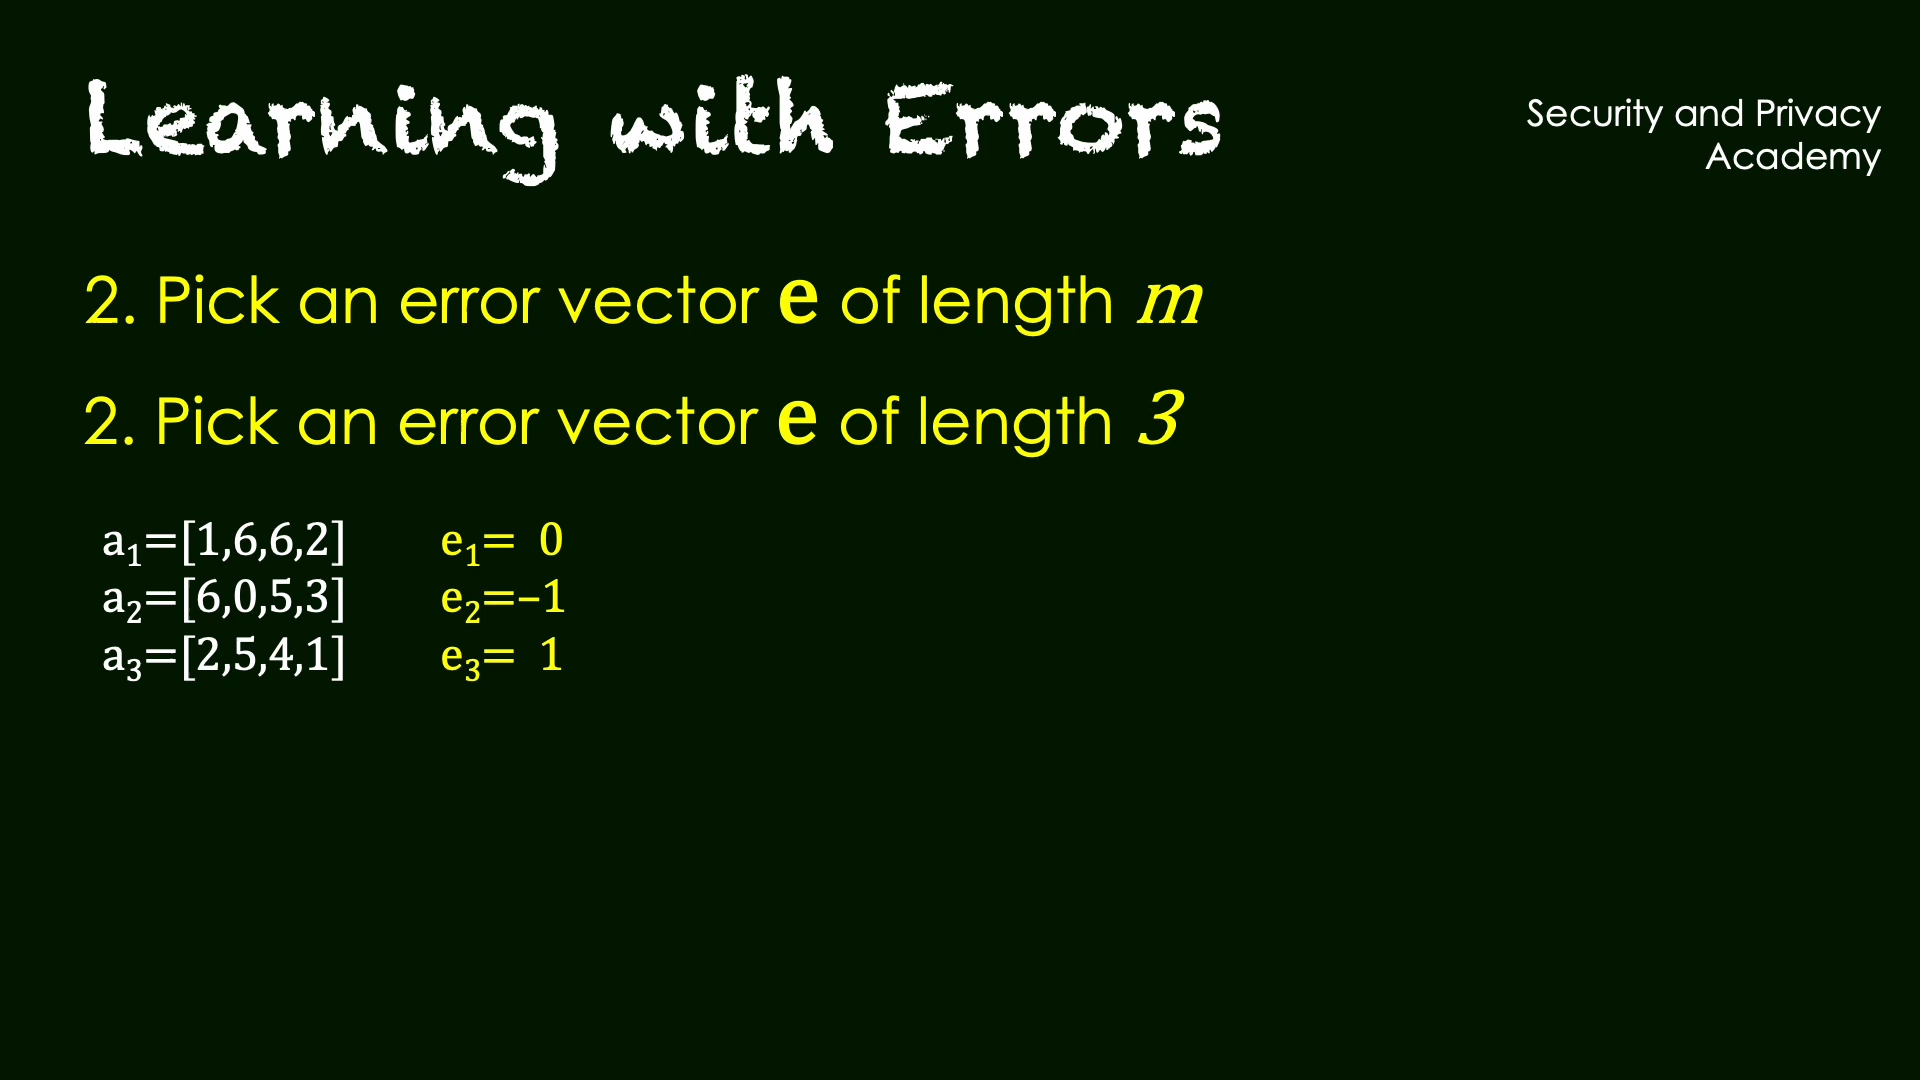 Learning with Errors
Security and Privacy
Academy
2. Pick an error vector e of length m
2. Pick an error vector e of length 3
a₁=[1,6,6,2] e₁= 0
a₂=[6,0,5,3] e₂=–1
a₃=[2,5,4,1] e₃= 1